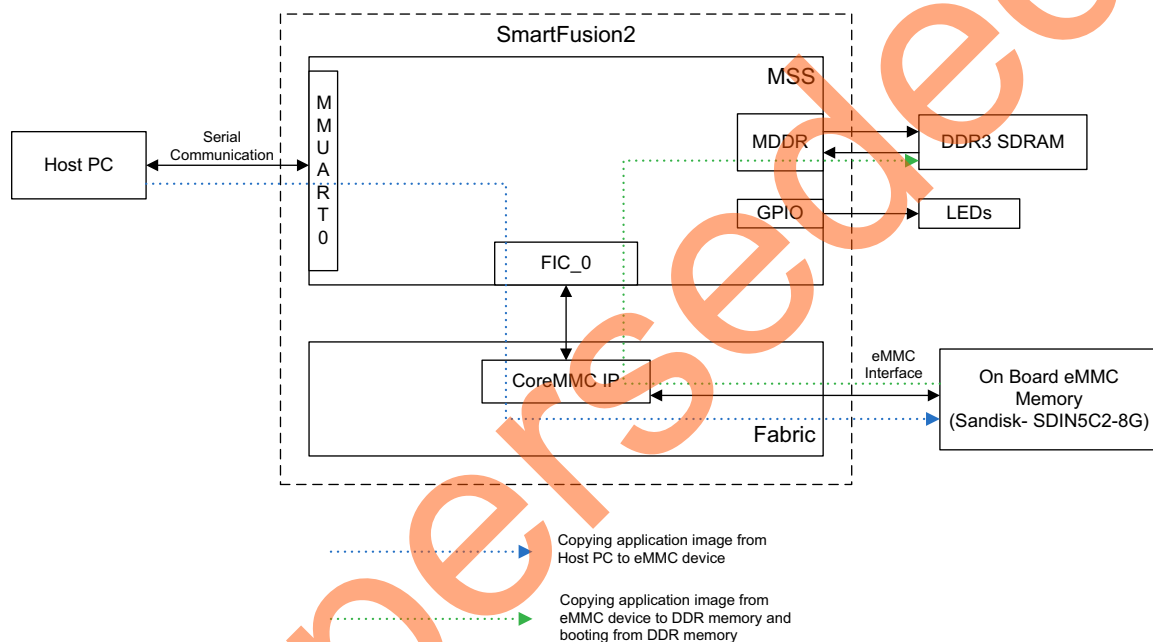 SmartFusion2
MSS
M
M
U
A
R
T
0
Host PC
Serial
Communication
MDDR
DDR3 SDRAM
GPIO
LEDs
FIC_0
CoreMMC IP
eMMC
Interface
On Board eMMC
Memory
(Sandisk- SDIN5C2-8G)
Fabric
Copying application image from
Host PC to eMMC device
Copying application image from
eMMC device to DDR memory and
booting from DDR memory
perseded